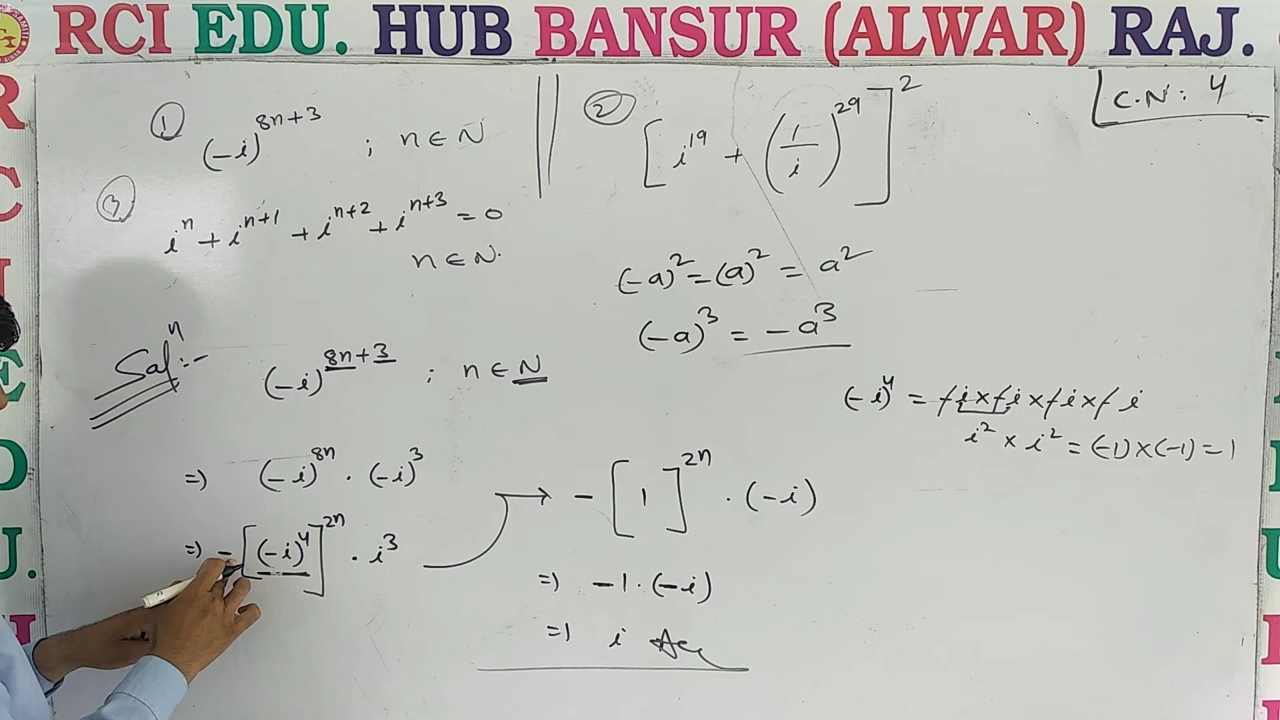 RCI EDU. HUB BANSUR (ALWAR) RAJ.
C.N: 4
① (-i)^{8n+3} ; n ∈ N
② [i^{19} + (1/i)^{29}]^2
③ i^n + i^{n+1} + i^{n+2} + i^{n+3} = 0
n ∈ N.
(-a)^2 = (a)^2 = a^2
(-a)^3 = -a^3
Sol^n :-
(-i)^{8n+3} ; n ∈ N
=) (-i)^{8n} . (-i)^3
=) - [(-i)^4]^{2n} . i^3
→ - [1]^{2n} . (-i)
=) -1 . (-i)
=) i
(-i)^4 = -i × -i × -i × -i
i^2 × i^2 = (-1) × (-1) = 1